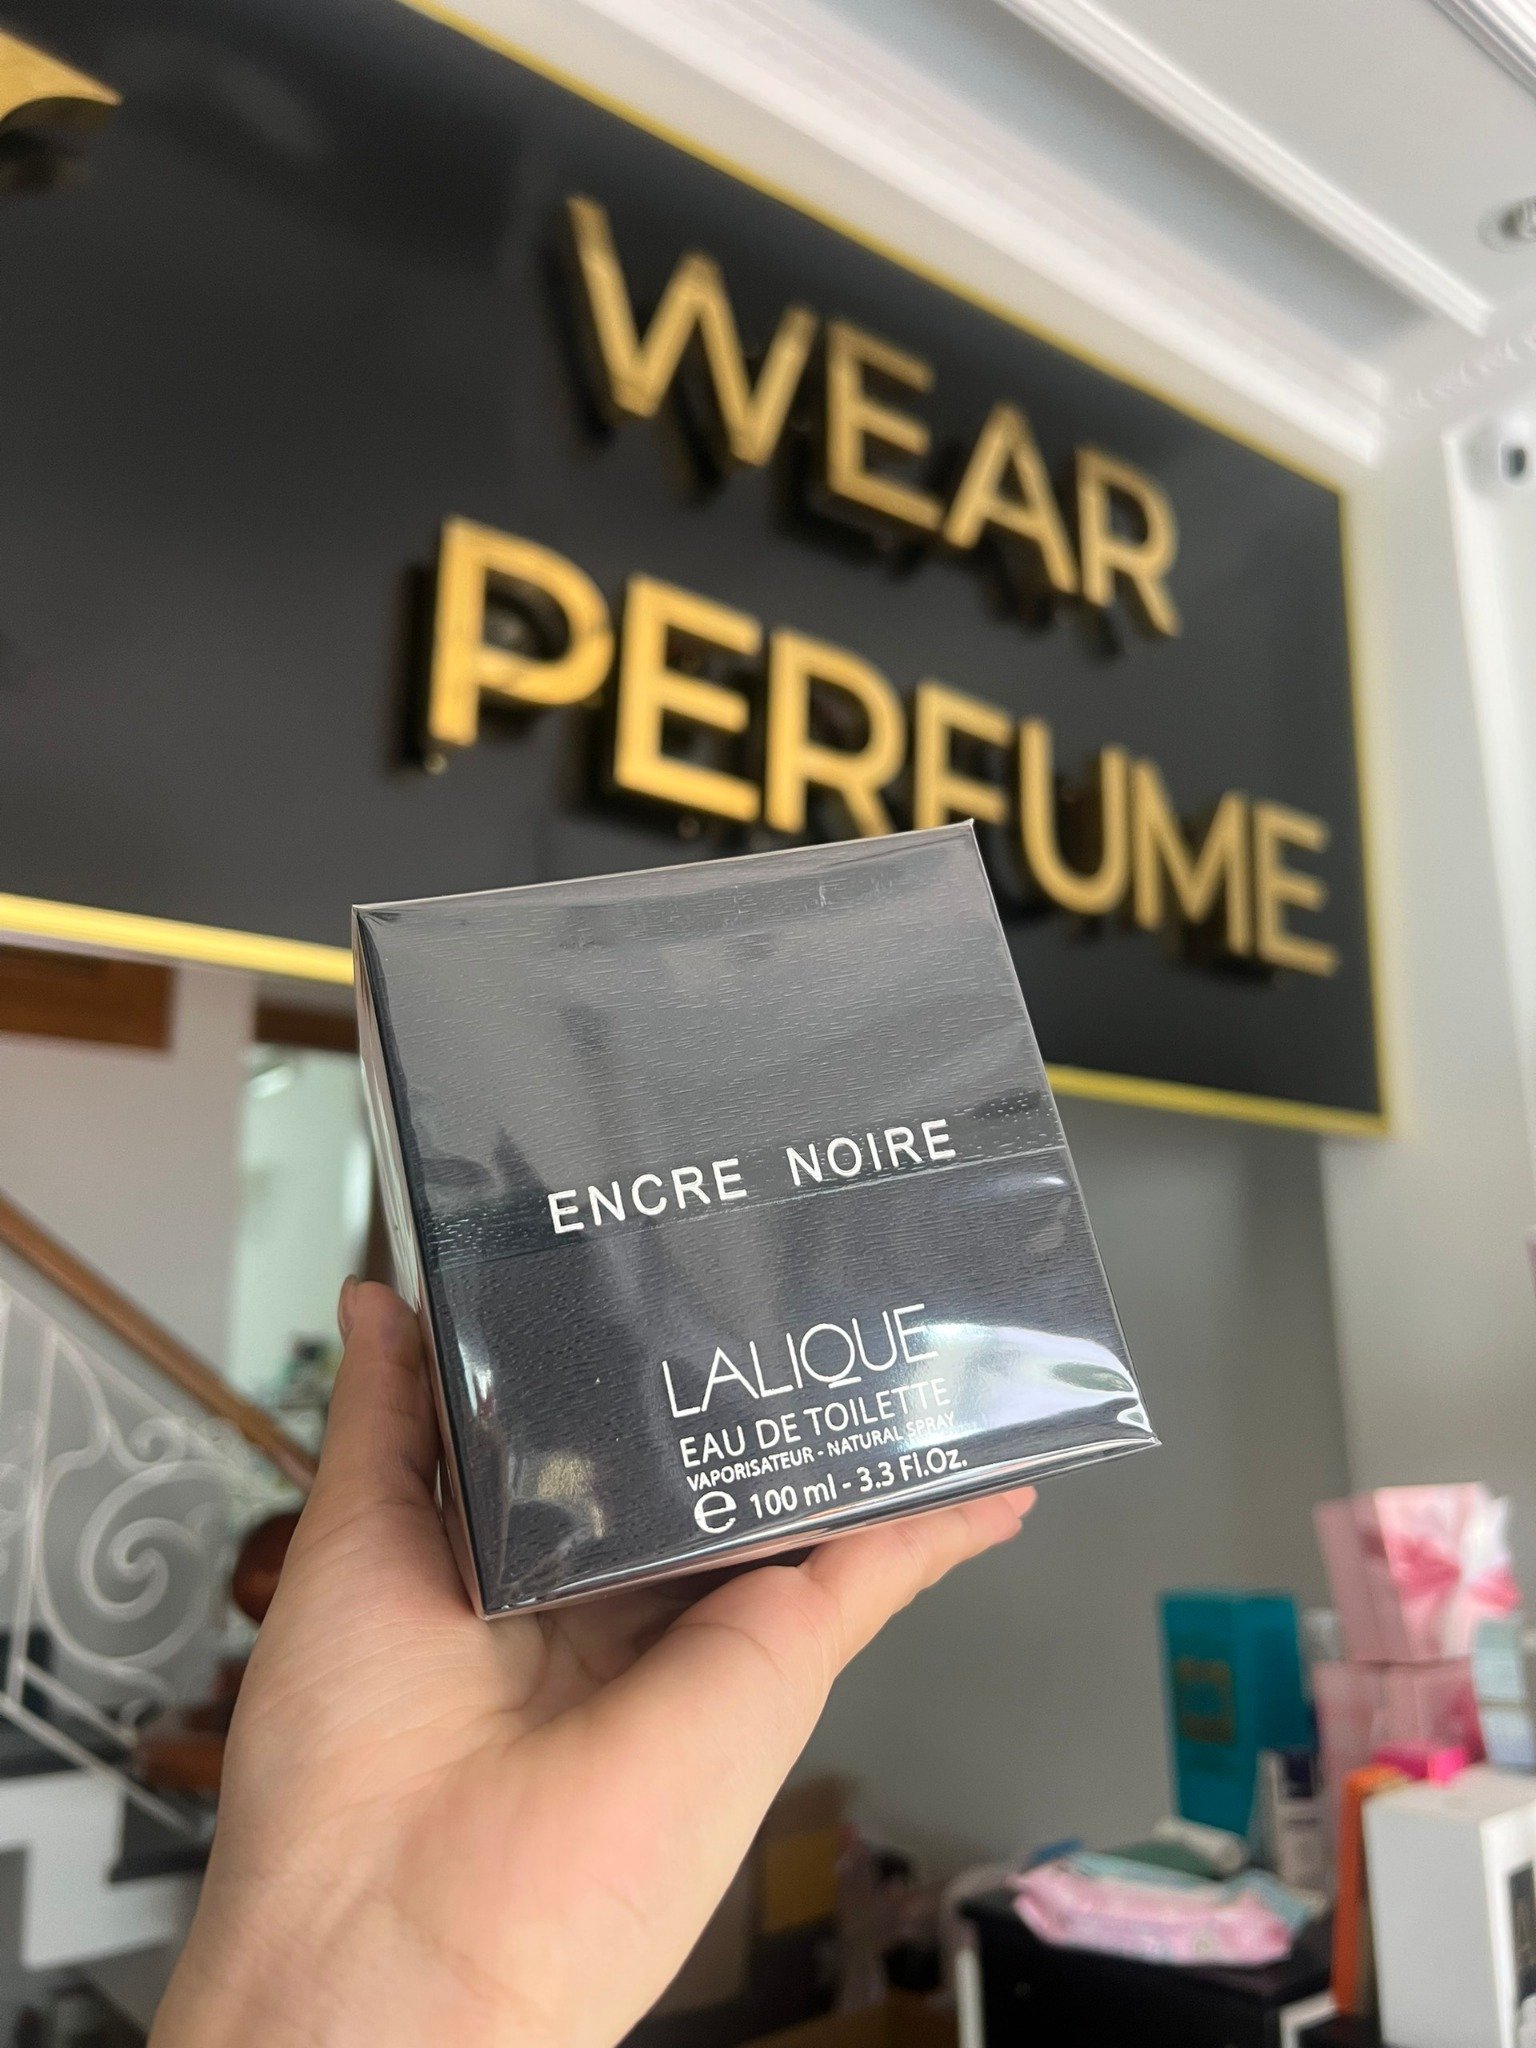 WEAR
PERFUME
ENCRE NOIRE
LALIQUE
EAU DE TOILETTE
VAPORISATEUR - NATURAL SPRAY
e 100 ml - 3.3 Fl.Oz.